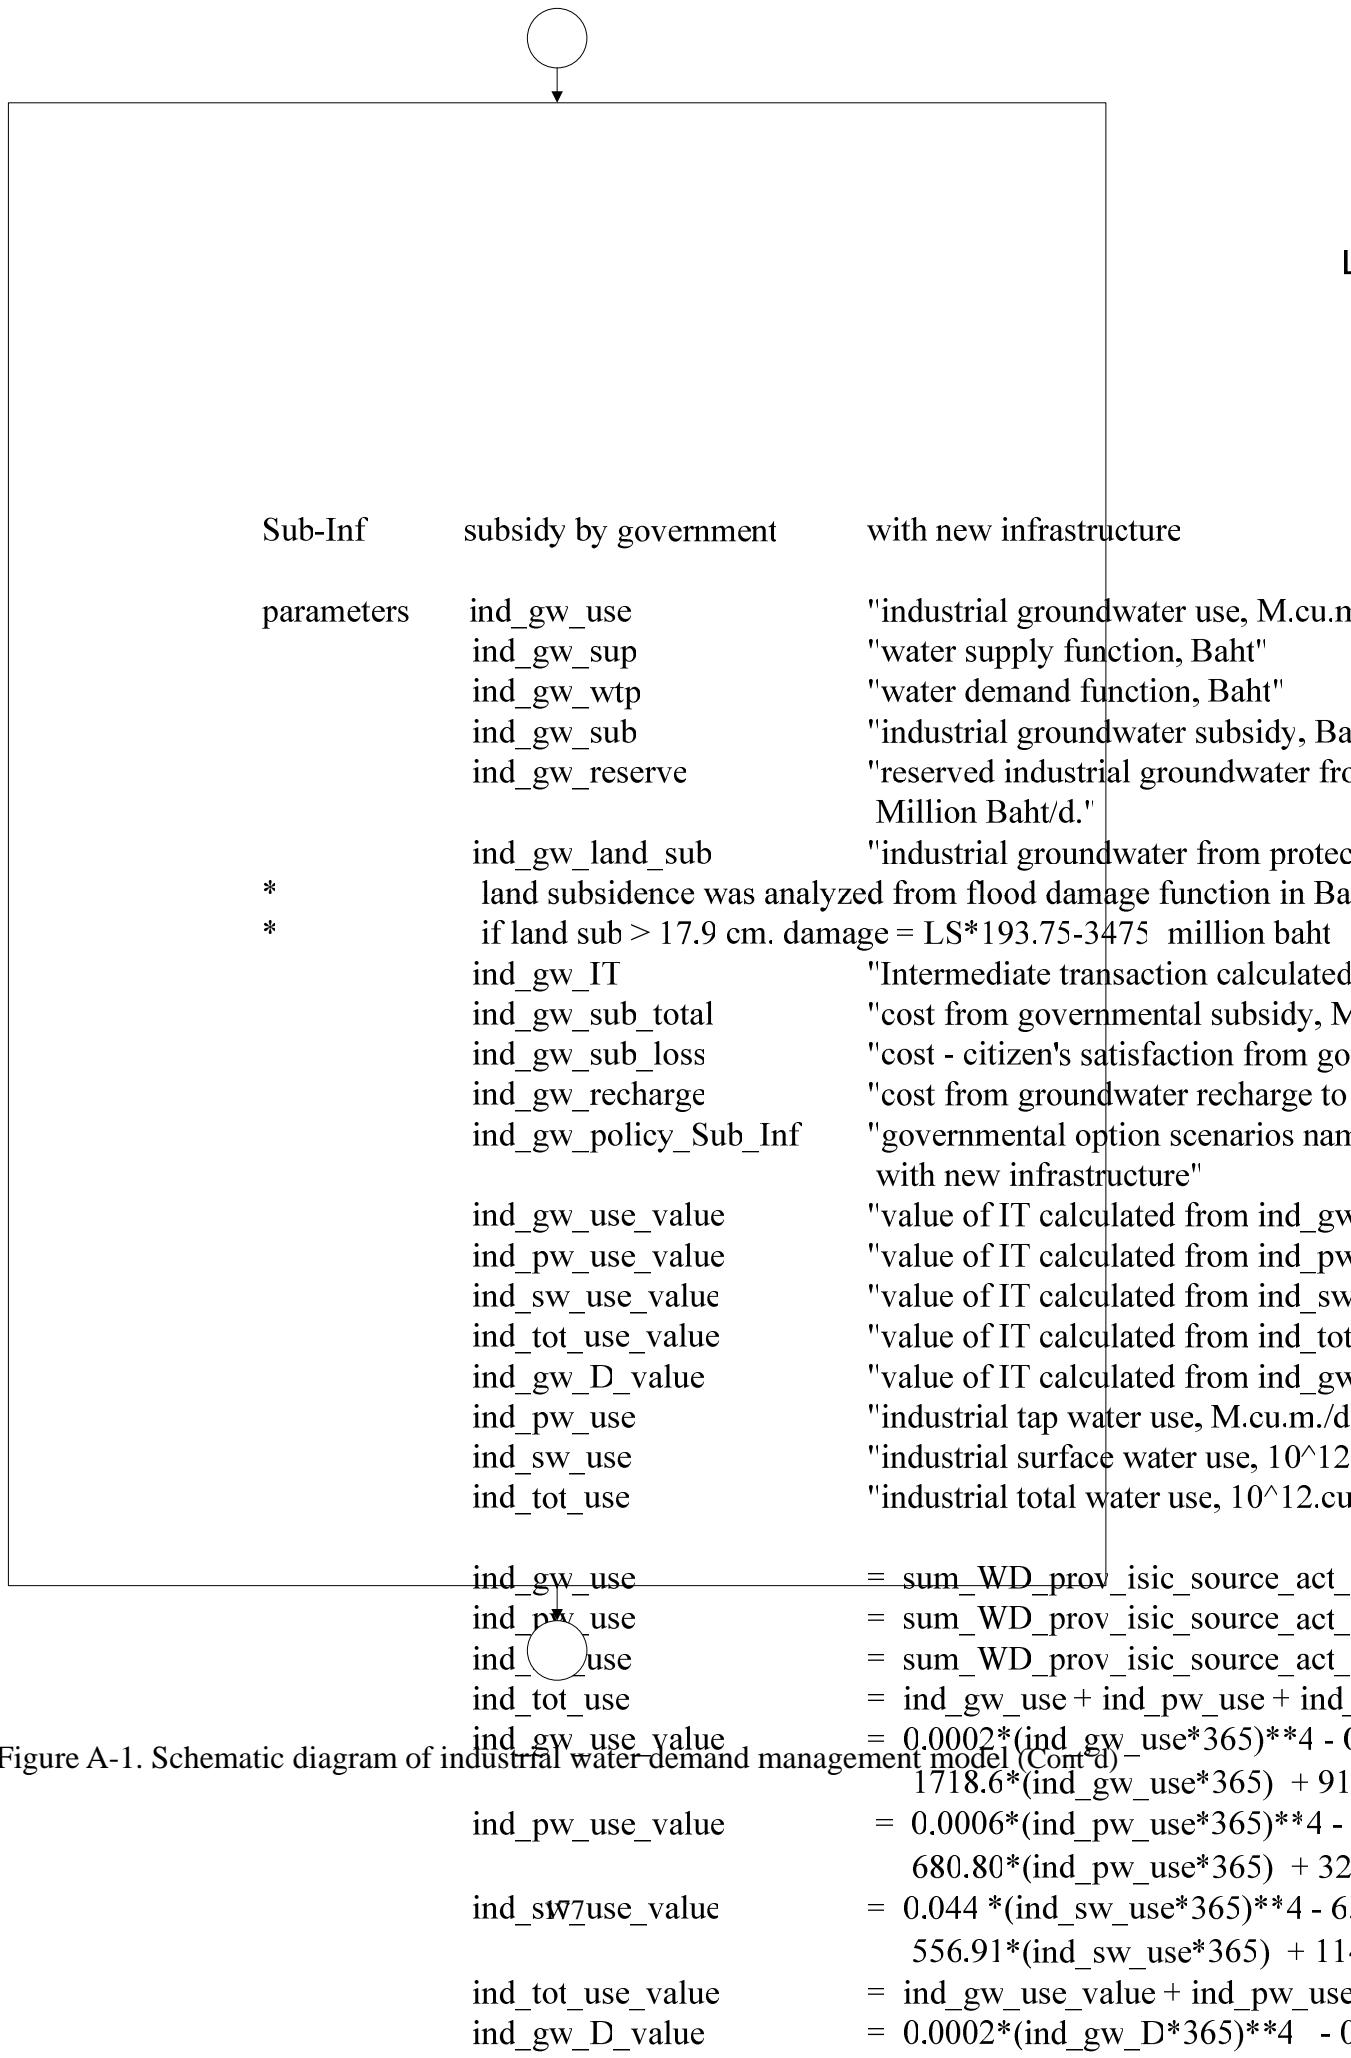 L
Sub-Inf subsidy by government with new infrastructure
parameters ind_gw_use "industrial groundwater use, M.cu.m
ind_gw_sup "water supply function, Baht"
ind_gw_wtp "water demand function, Baht"
ind_gw_sub "industrial groundwater subsidy, Ba
ind_gw_reserve "reserved industrial groundwater fro
Million Baht/d."
ind_gw_land_sub "industrial groundwater from protec
* land subsidence was analyzed from flood damage function in Ba
* if land sub > 17.9 cm. damage = LS*193.75-3475 million baht
ind_gw_IT "Intermediate transaction calculated
ind_gw_sub_total "cost from governmental subsidy, M
ind_gw_sub_loss "cost - citizen's satisfaction from go
ind_gw_recharge "cost from groundwater recharge to
ind_gw_policy_Sub_Inf "governmental option scenarios nam
with new infrastructure"
ind_gw_use_value "value of IT calculated from ind_gw
ind_pw_use_value "value of IT calculated from ind_pw
ind_sw_use_value "value of IT calculated from ind_sw
ind_tot_use_value "value of IT calculated from ind_tot
ind_gw_D_value "value of IT calculated from ind_gw
ind_pw_use "industrial tap water use, M.cu.m./d
ind_sw_use "industrial surface water use, 10^12
ind_tot_use "industrial total water use, 10^12.cu
ind_gw_use = sum_WD_prov_isic_source_act_
ind_pw_use = sum_WD_prov_isic_source_act_
ind_ use = sum_WD_prov_isic_source_act_
ind_tot_use = ind_gw_use + ind_pw_use + ind_
ind_gw_use_value = 0.0002*(ind_gw_use*365)**4 - 0
Figure A-1. Schematic diagram of industrial water demand management model (Cont'd)
1718.6*(ind_gw_use*365) + 91
ind_pw_use_value = 0.0006*(ind_pw_use*365)**4 -
680.80*(ind_pw_use*365) + 32
ind_sw_use_value = 0.044 *(ind_sw_use*365)**4 - 6.
177
556.91*(ind_sw_use*365) + 114
ind_tot_use_value = ind_gw_use_value + ind_pw_use
ind_gw_D_value = 0.0002*(ind_gw_D*365)**4 - 0